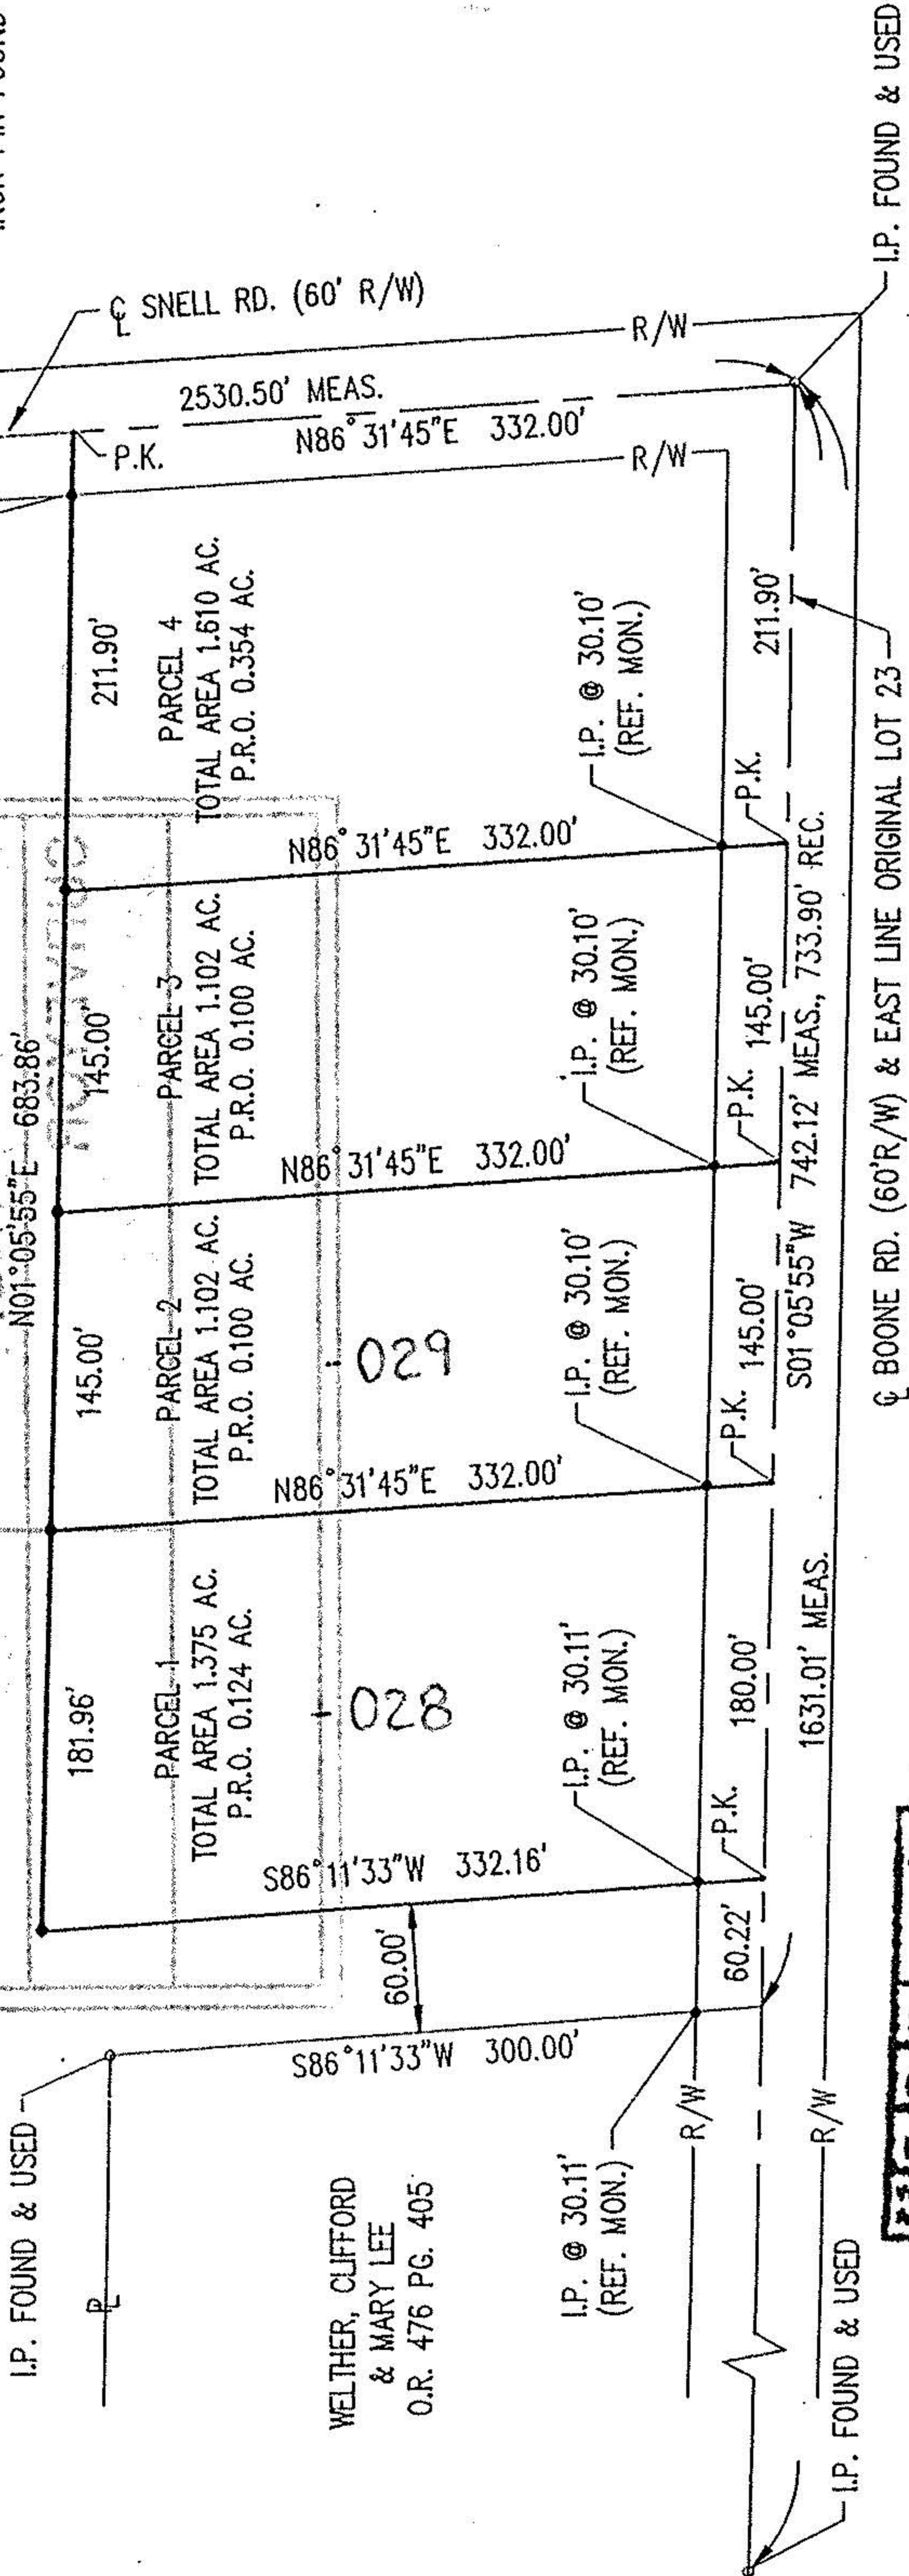 I.P. FOUND & USED
N01°05'55"E 683.86'
℄ SNELL RD. (60' R/W)
2530.50' MEAS.
N86°31'45"E 332.00'
P.K.
R/W
R/W
181.96'
145.00'
145.00'
211.90'
PARCEL 1
TOTAL AREA 1.375 AC.
P.R.O. 0.124 AC.
PARCEL 2
TOTAL AREA 1.102 AC.
P.R.O. 0.100 AC.
PARCEL 3
TOTAL AREA 1.102 AC.
P.R.O. 0.100 AC.
PARCEL 4
TOTAL AREA 1.610 AC.
P.R.O. 0.354 AC.
028
029
S86°11'33"W 332.16'
N86°31'45"E 332.00'
N86°31'45"E 332.00'
N86°31'45"E 332.00'
60.00'
S86°11'33"W 300.00'
WELTHER, CLIFFORD
& MARY LEE
O.R. 476 PG. 405
I.P. @ 30.11'
(REF. MON.)
I.P. @ 30.11'
(REF. MON.)
I.P. @ 30.10'
(REF. MON.)
I.P. @ 30.10'
(REF. MON.)
I.P. @ 30.10'
(REF. MON.)
R/W
60.22'
P.K.
180.00'
P.K.
145.00'
P.K.
145.00'
P.K.
211.90'
S01°05'55"W 742.12' MEAS., 733.90' REC.
1631.01' MEAS.
R/W
I.P. FOUND & USED
℄ BOONE RD. (60'R/W) & EAST LINE ORIGINAL LOT 23
I.P. FOUND & USED